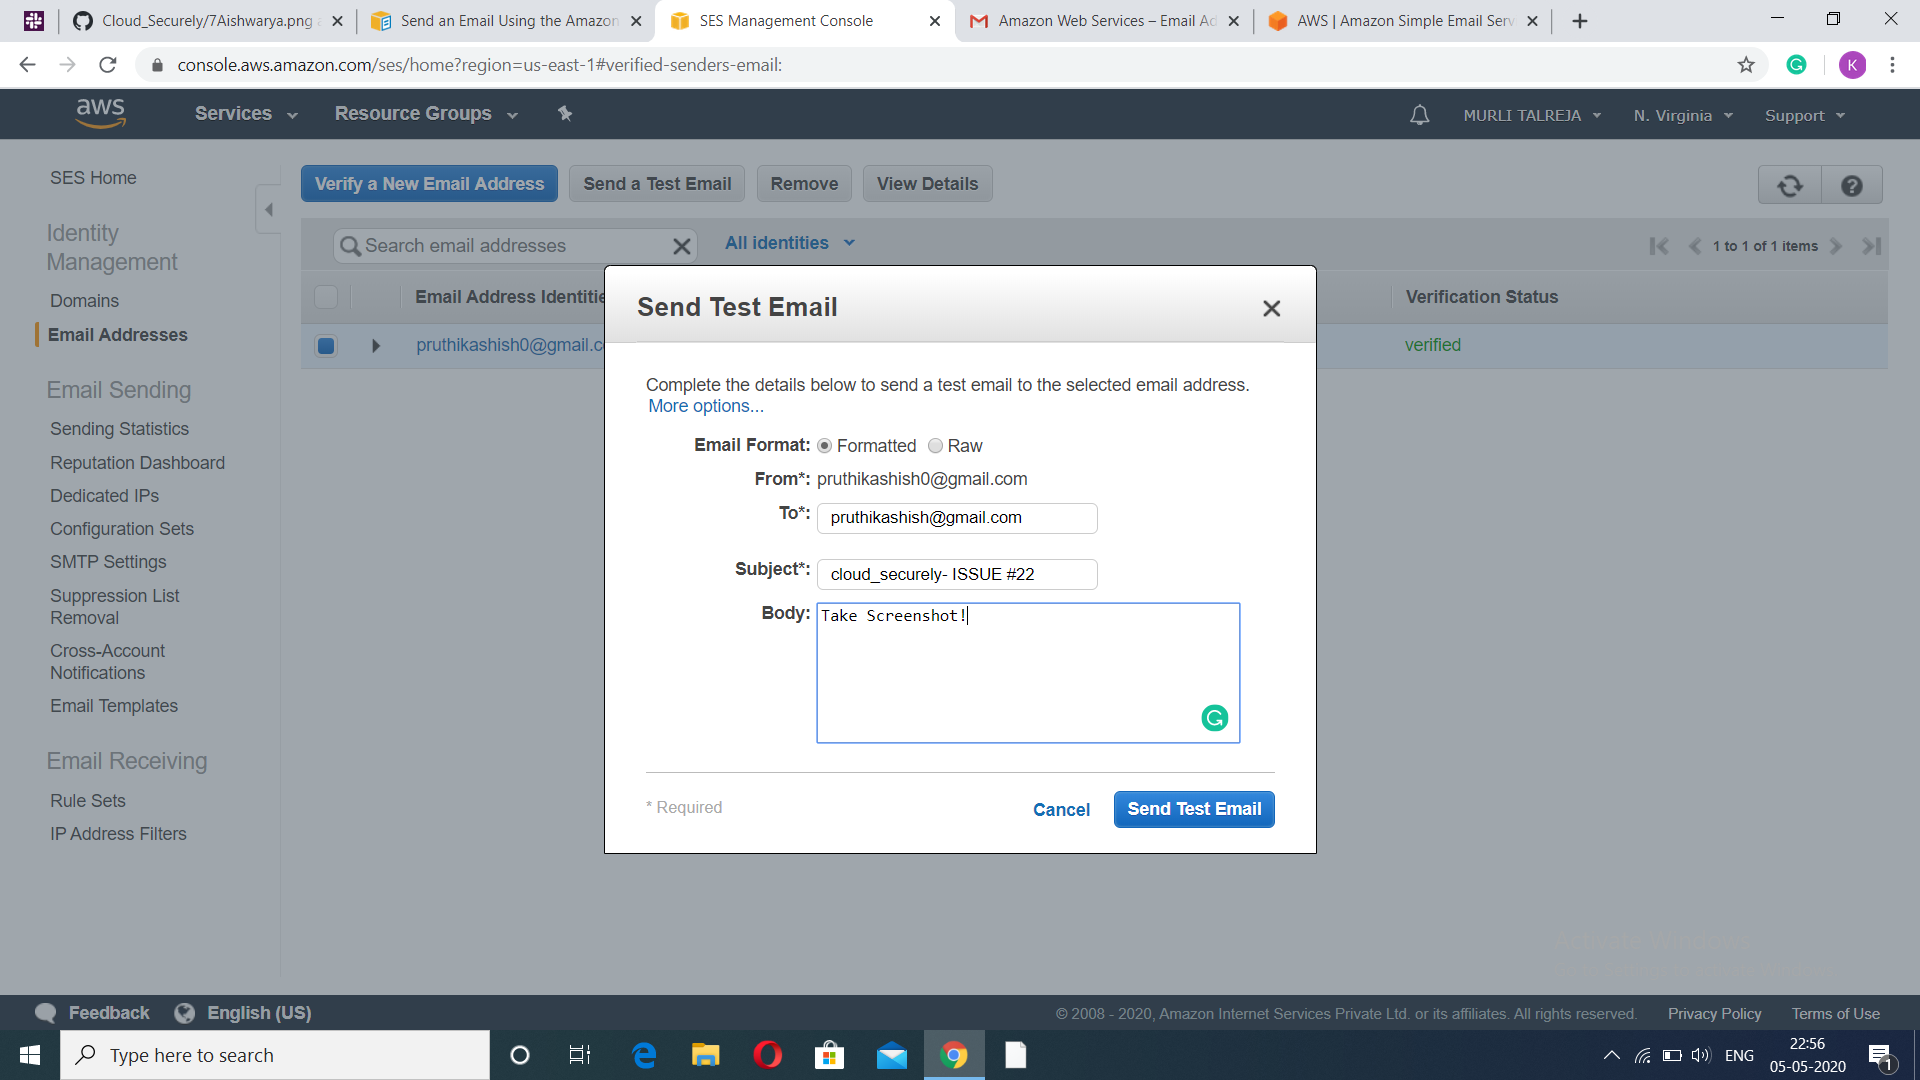 Cloud_Securely/7Aishwarya.png
Send an Email Using the Amazon
SES Management Console
Amazon Web Services – Email Ad
AWS | Amazon Simple Email Serv
console.aws.amazon.com/ses/home?region=us-east-1#verified-senders-email:
K
aws
Services
Resource Groups
MURLI TALREJA
N. Virginia
Support
SES Home
Identity
Management
Domains
Email Addresses
Email Sending
Sending Statistics
Reputation Dashboard
Dedicated IPs
Configuration Sets
SMTP Settings
Suppression List
Removal
Cross-Account
Notifications
Email Templates
Email Receiving
Rule Sets
IP Address Filters
Verify a New Email Address
Send a Test Email
Remove
View Details
Search email addresses
All identities
1 to 1 of 1 items
Email Address Identitie
Verification Status
pruthikashish0@gmail.c
verified
Send Test Email
Complete the details below to send a test email to the selected email address.
More options...
Email Format: Formatted Raw
From*: pruthikashish0@gmail.com
To*: pruthikashish@gmail.com
Subject*: cloud_securely- ISSUE #22
Body: Take Screenshot!
* Required
Cancel
Send Test Email
Feedback
English (US)
© 2008 - 2020, Amazon Internet Services Private Ltd. or its affiliates. All rights reserved.
Privacy Policy
Terms of Use
Type here to search
ENG
22:56
05-05-2020
1